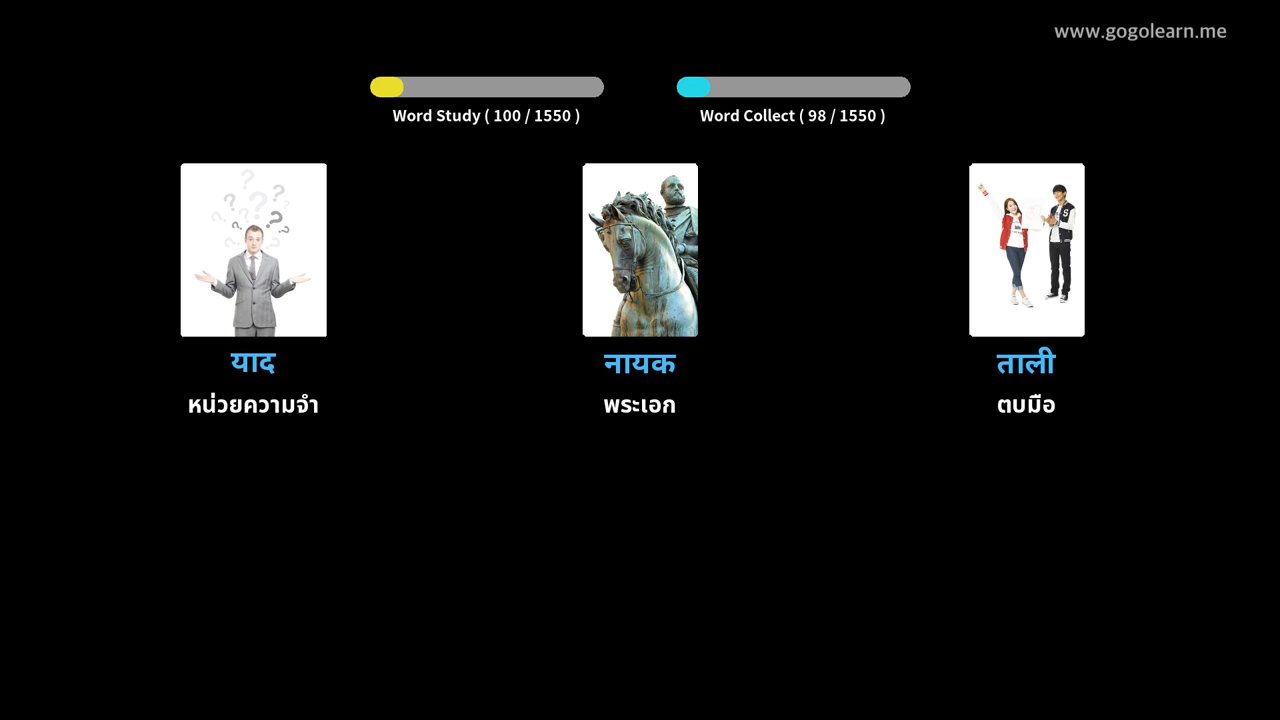 www.gogolearn.me
Word Study ( 100 / 1550 )
Word Collect ( 98 / 1550 )
याद
नायक
ताली
หน่วยความจำ
พระเอก
ตบมือ